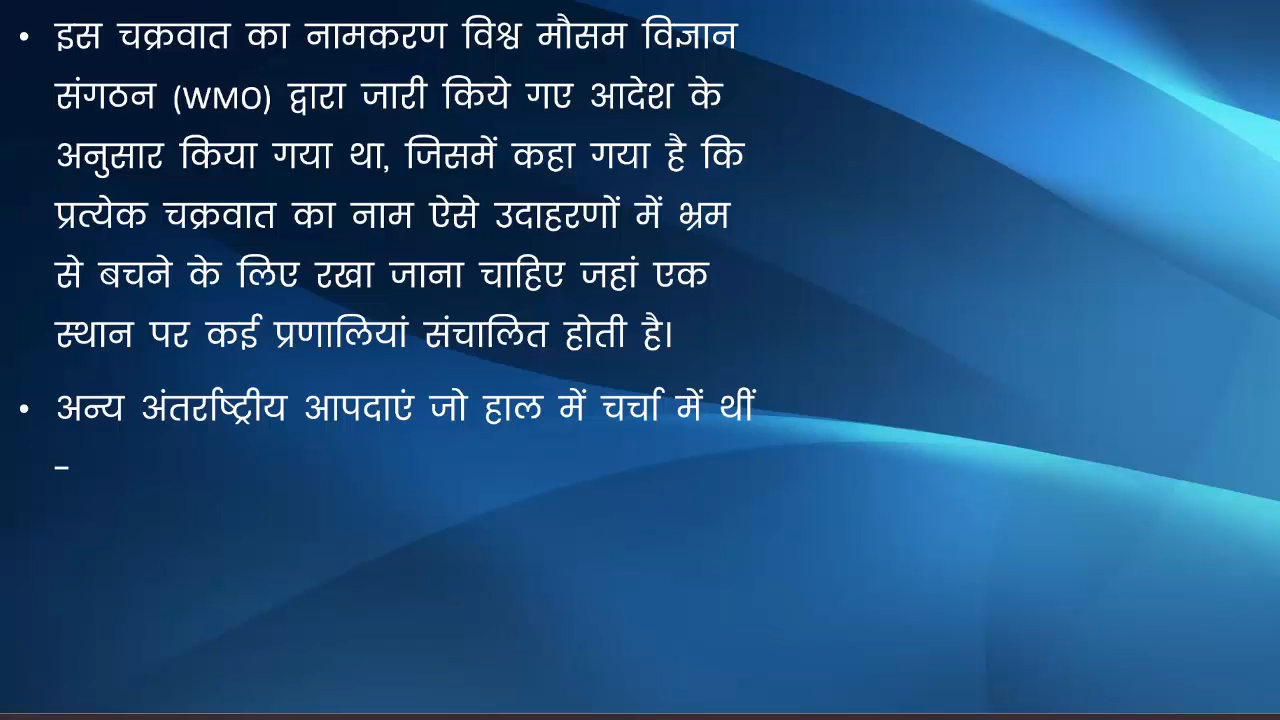 • इस चक्रवात का नामकरण विश्व मौसम विज्ञान
संगठन (WMO) द्वारा जारी किये गए आदेश के
अनुसार किया गया था, जिसमें कहा गया है कि
प्रत्येक चक्रवात का नाम ऐसे उदाहरणों में भ्रम
से बचने के लिए रखा जाना चाहिए जहां एक
स्थान पर कई प्रणालियां संचालित होती है।
• अन्य अंतर्राष्ट्रीय आपदाएं जो हाल में चर्चा में थीं
–